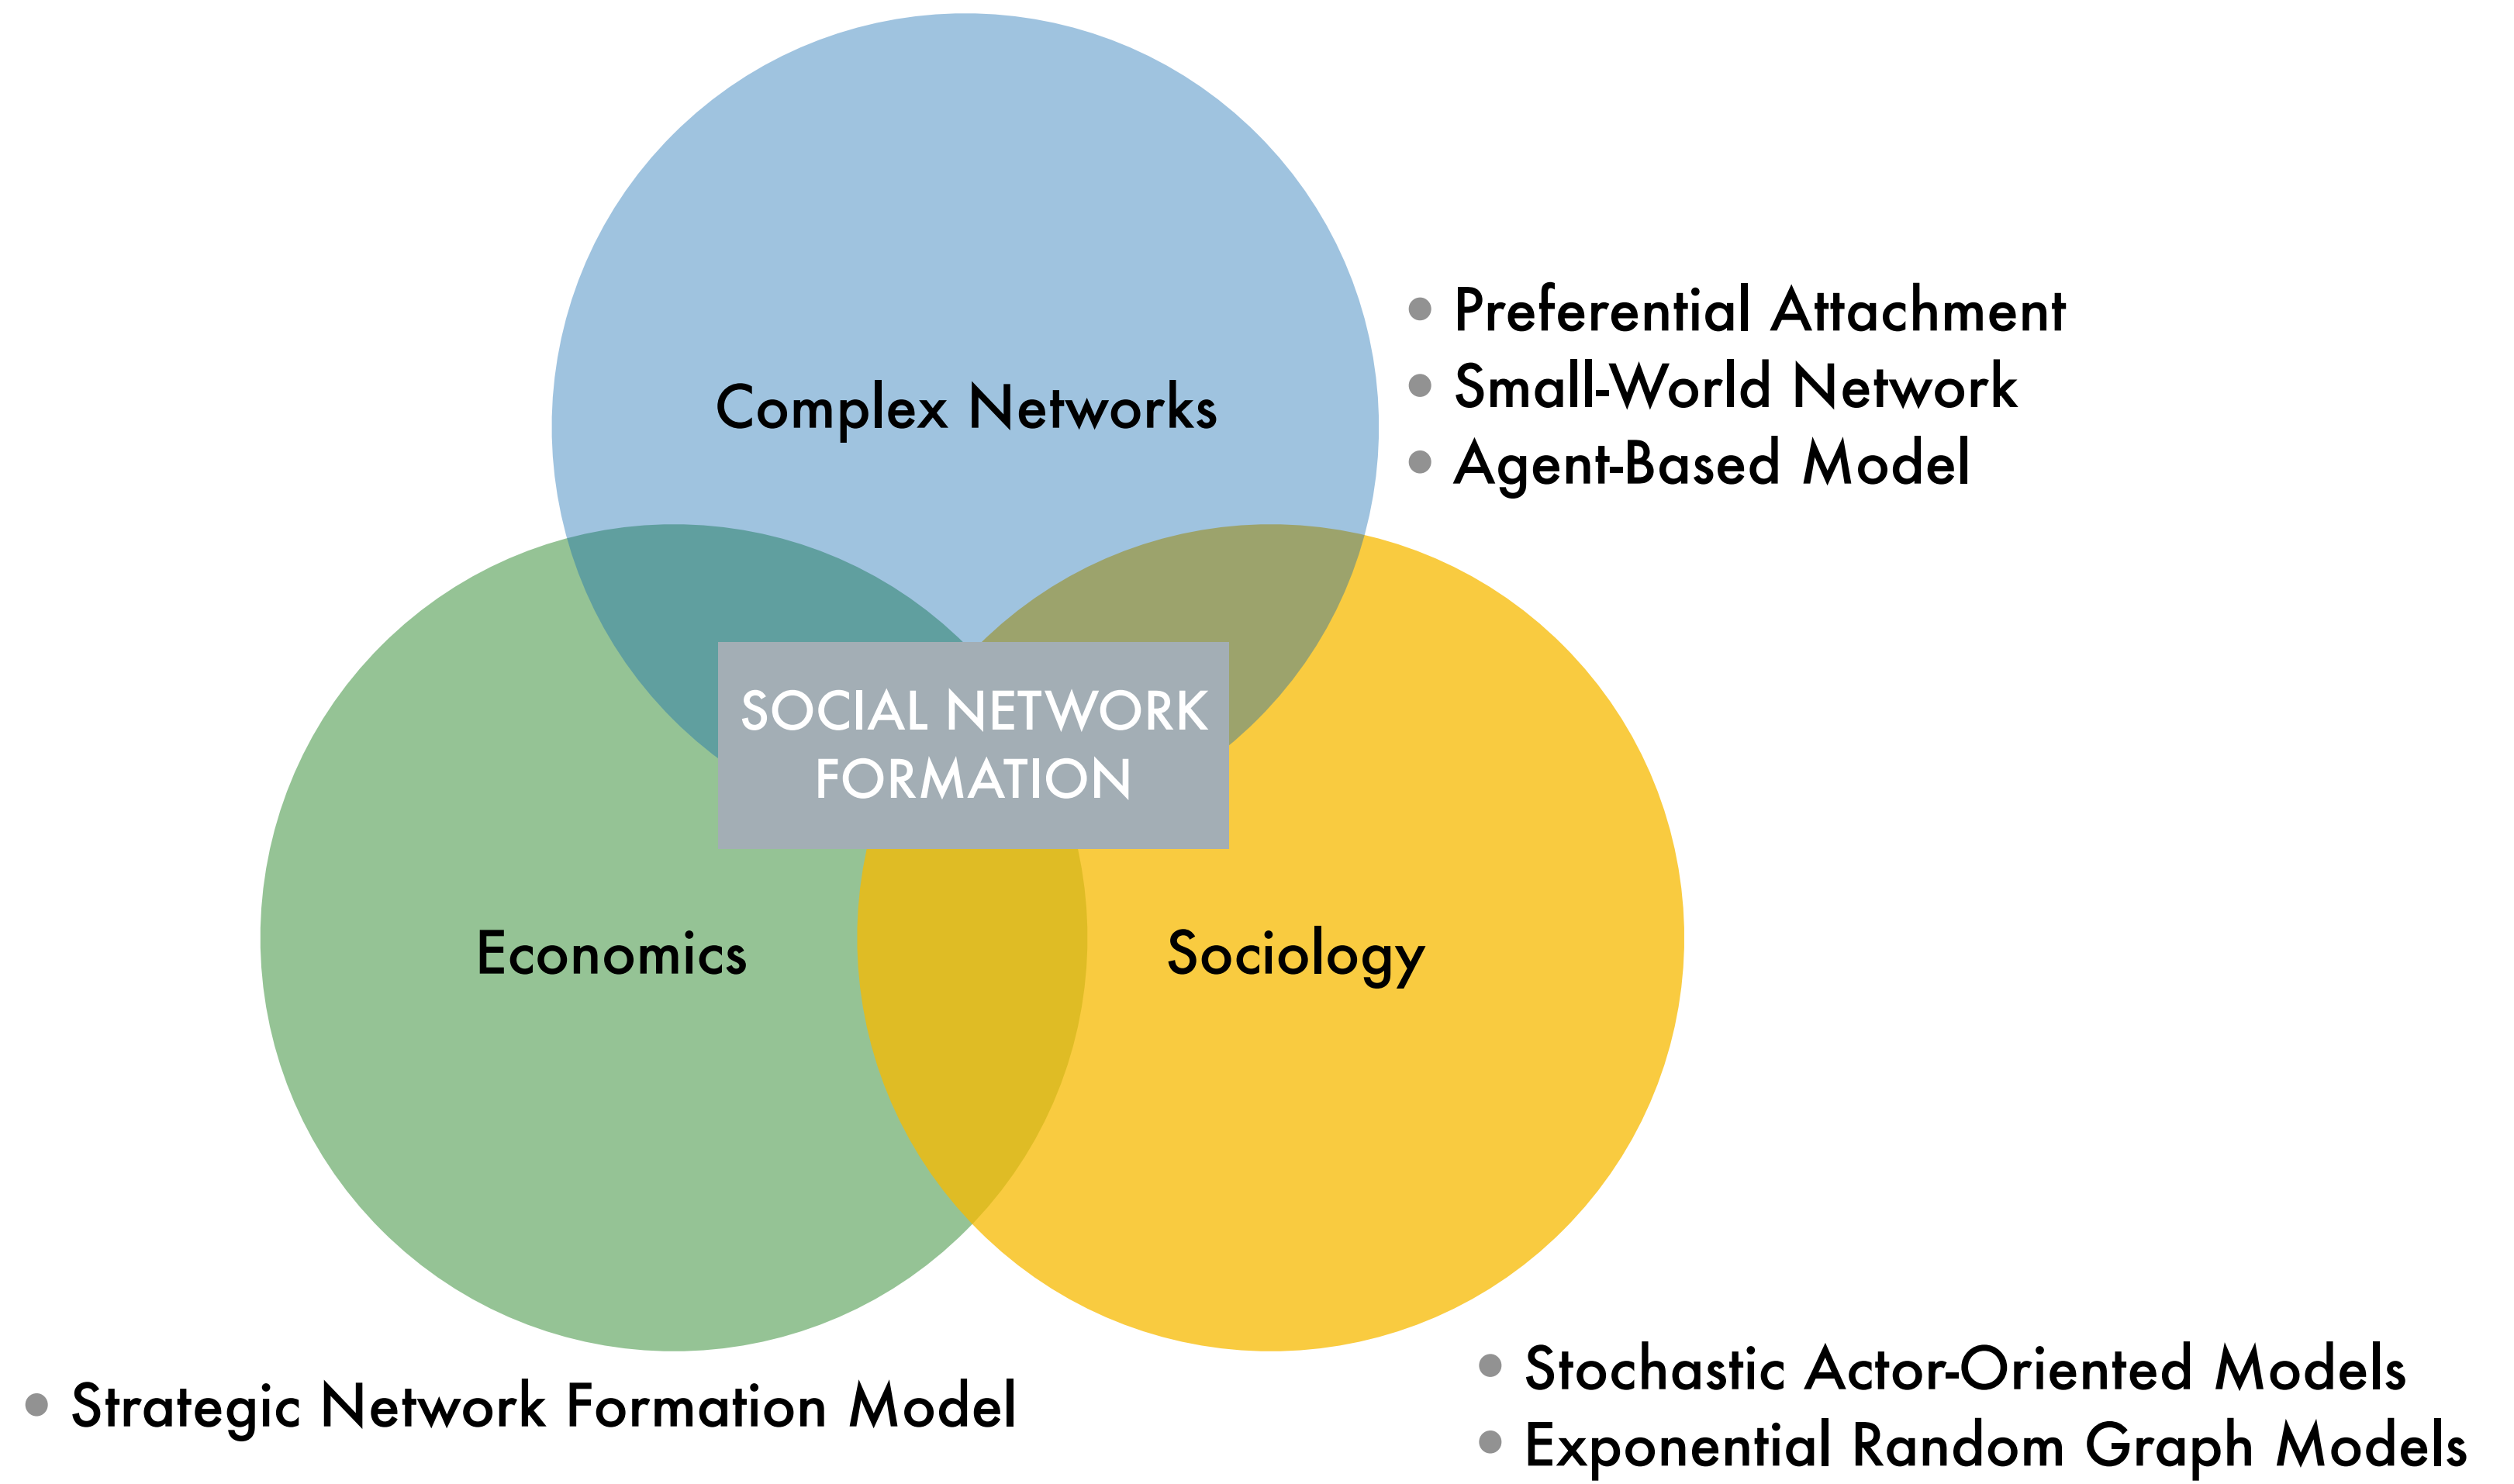 Complex Networks
• Preferential Attachment
• Small-World Network
• Agent-Based Model
SOCIAL NETWORK
FORMATION
Economics
Sociology
• Strategic Network Formation Model
• Stochastic Actor-Oriented Models
• Exponential Random Graph Models